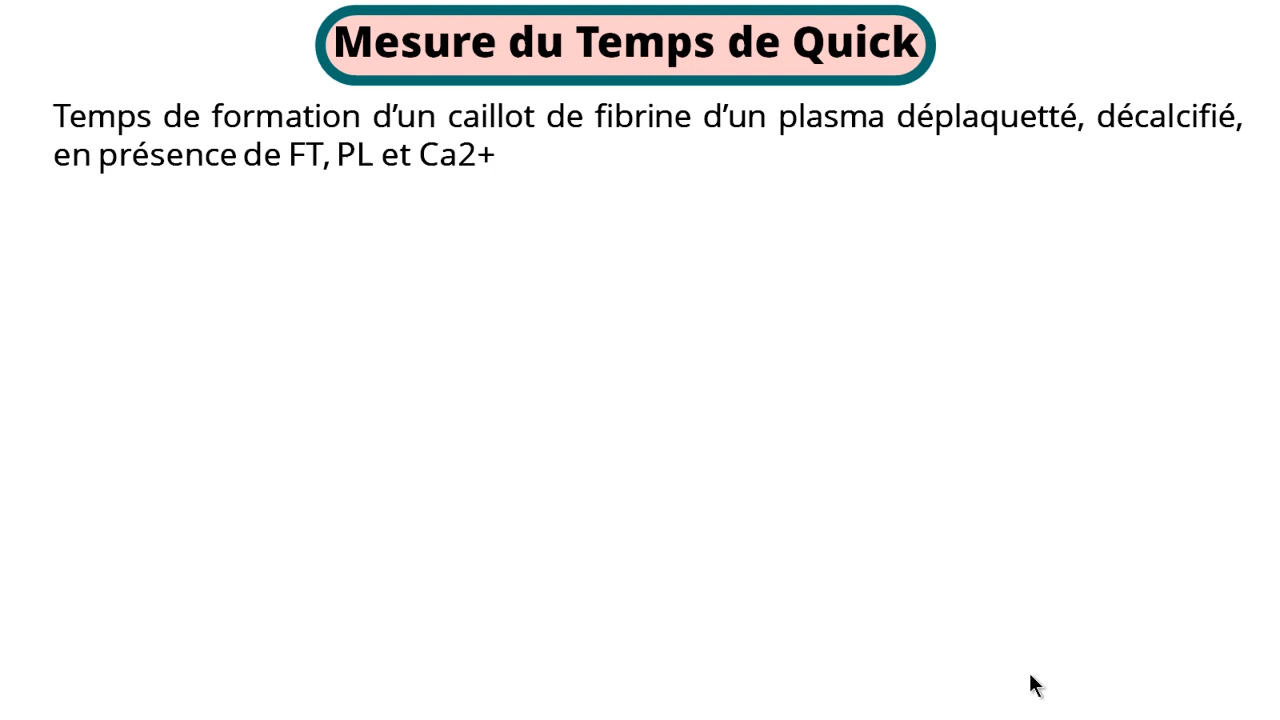 Mesure du Temps de Quick
Temps de formation d’un caillot de fibrine d’un plasma déplaquetté, décalcifié,
en présence de FT, PL et Ca2+